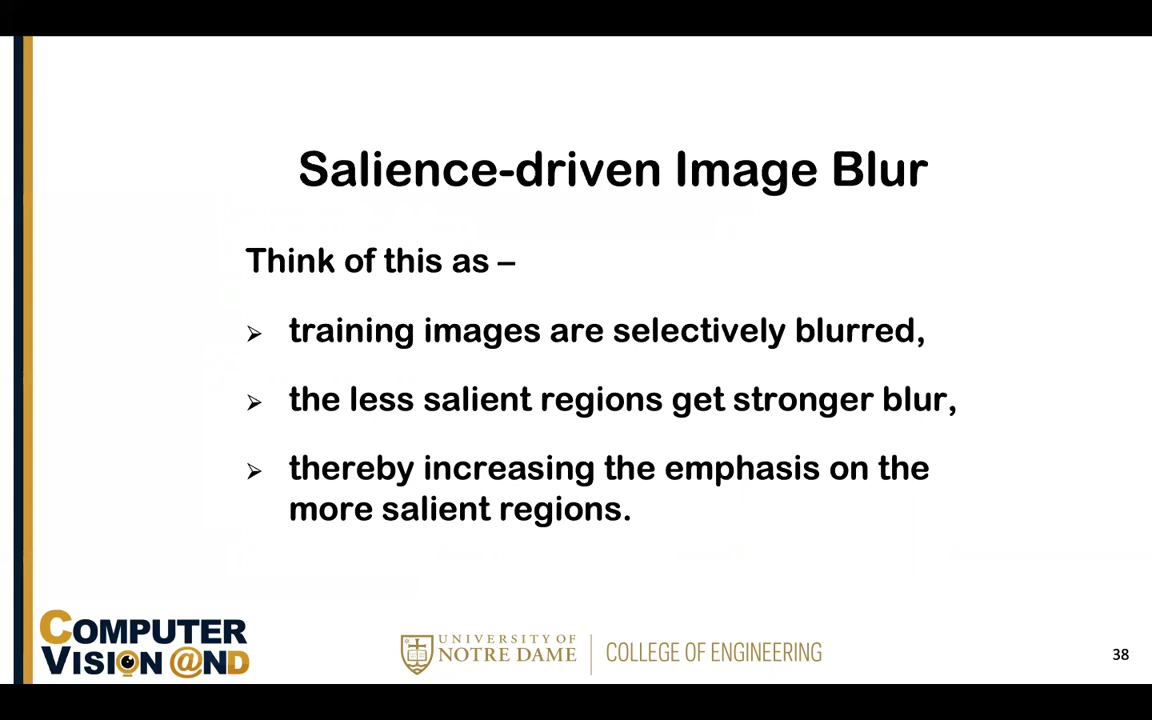 Salience-driven Image Blur
Think of this as –
➢ training images are selectively blurred,
➢ the less salient regions get stronger blur,
➢ thereby increasing the emphasis on the
more salient regions.
COMPUTER
VISION @ND
UNIVERSITY OF
NOTRE DAME
COLLEGE OF ENGINEERING
38